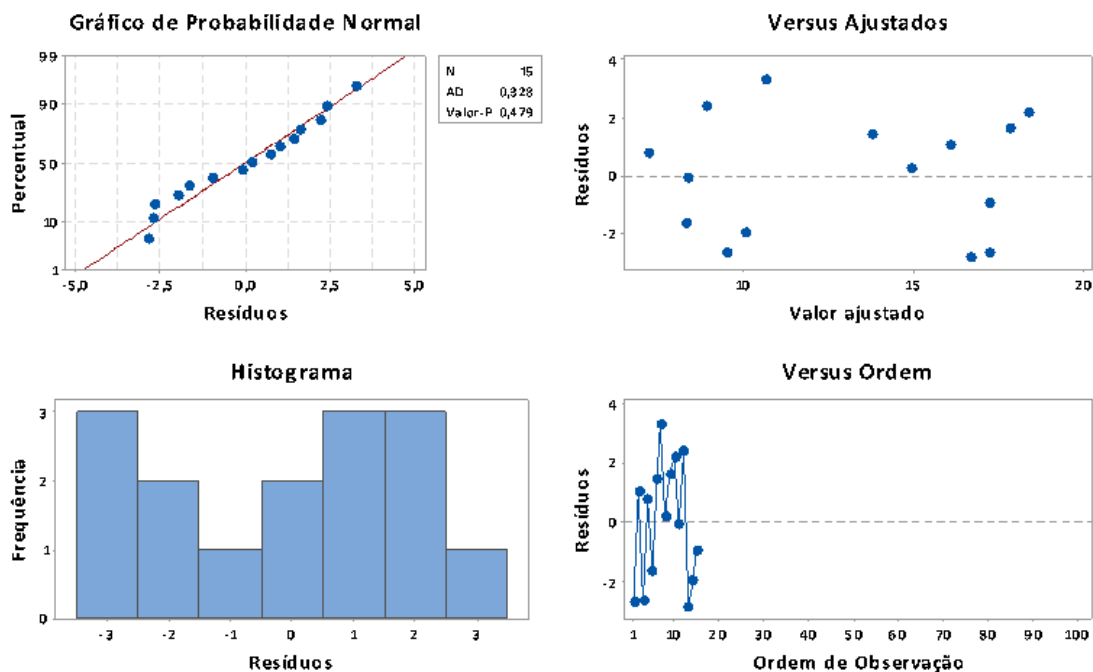 Gráfico de Probabilidade Normal
99
90
50
10
1
Percentual
-5,0 -2,5 0,0 2,5 5,0
Resíduos
N 15
AD 0,328
Valor-P 0,479
Versus Ajustados
4
2
0
-2
Resíduos
10 15 20
Valor ajustado
Histograma
3
2
1
0
Frequência
-3 -2 -1 0 1 2 3
Resíduos
Versus Ordem
4
2
0
-2
Resíduos
1 10 20 30 40 50 60 70 80 90 100
Ordem de Observação